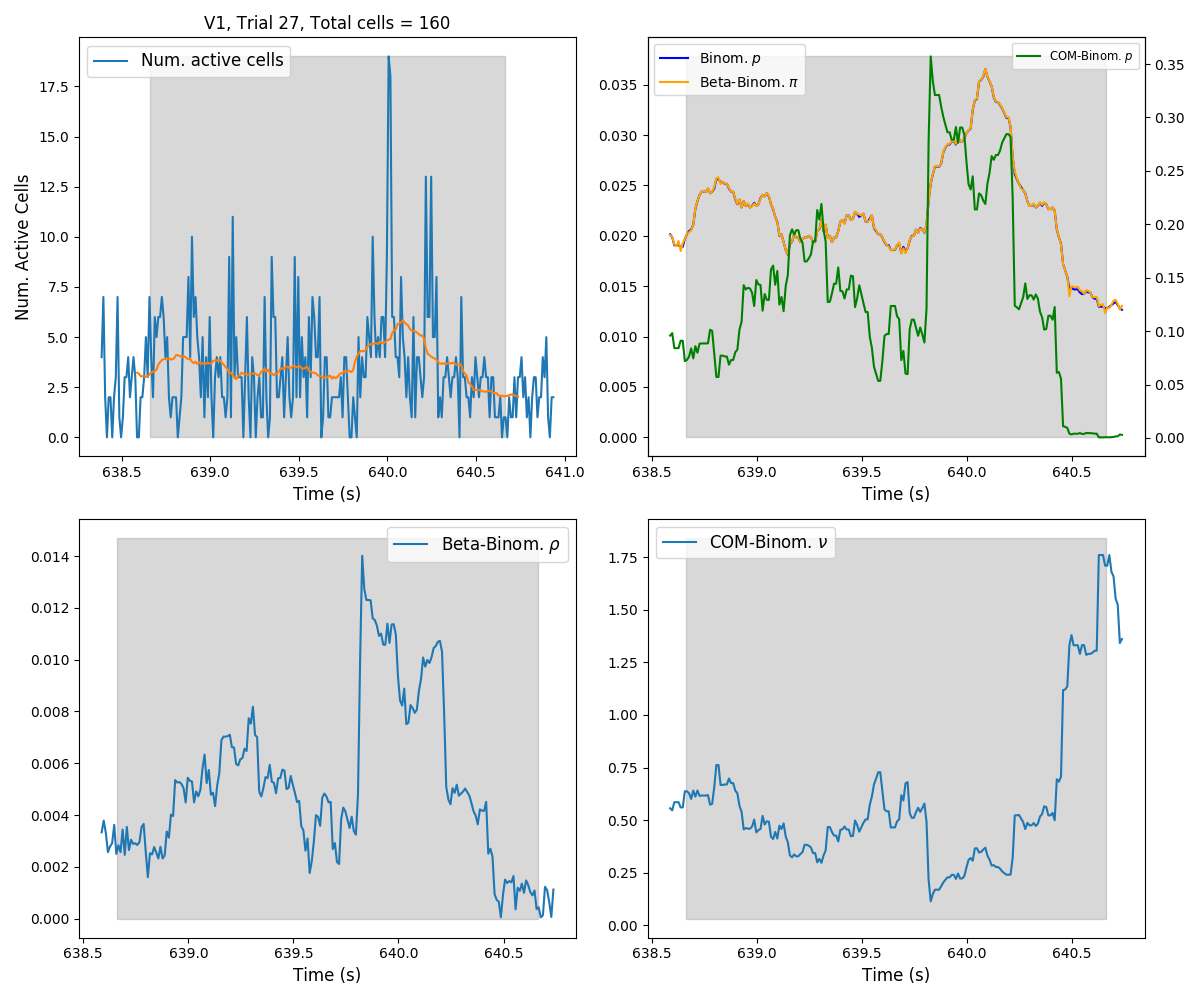 V1, Trial 27, Total cells = 160
Num. active cells
Num. Active Cells
17.5
15.0
12.5
10.0
7.5
5.0
2.5
0.0
638.5 639.0 639.5 640.0 640.5 641.0
Time (s)
Binom. p
Beta-Binom. π
COM-Binom. p
0.035
0.030
0.025
0.020
0.015
0.010
0.005
0.000
0.35
0.30
0.25
0.20
0.15
0.10
0.05
0.00
638.5 639.0 639.5 640.0 640.5
Time (s)
Beta-Binom. ρ
0.014
0.012
0.010
0.008
0.006
0.004
0.002
0.000
638.5 639.0 639.5 640.0 640.5
Time (s)
COM-Binom. ν
1.75
1.50
1.25
1.00
0.75
0.50
0.25
0.00
638.5 639.0 639.5 640.0 640.5
Time (s)